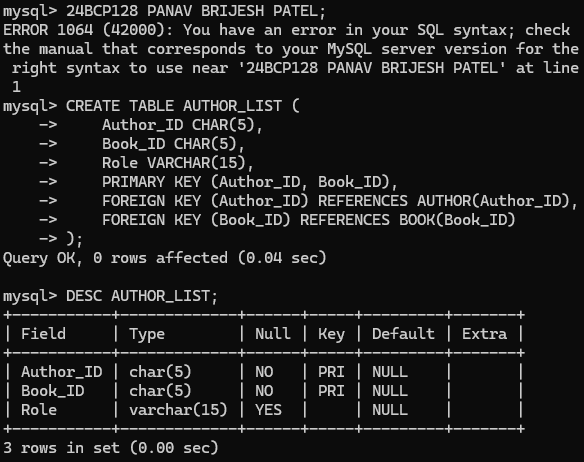 mysql> 24BCP128 PANAV BRIJESH PATEL;
ERROR 1064 (42000): You have an error in your SQL syntax; check
the manual that corresponds to your MySQL server version for the
 right syntax to use near '24BCP128 PANAV BRIJESH PATEL' at line
 1
mysql> CREATE TABLE AUTHOR_LIST (
    ->     Author_ID CHAR(5),
    ->     Book_ID CHAR(5),
    ->     Role VARCHAR(15),
    ->     PRIMARY KEY (Author_ID, Book_ID),
    ->     FOREIGN KEY (Author_ID) REFERENCES AUTHOR(Author_ID),
    ->     FOREIGN KEY (Book_ID) REFERENCES BOOK(Book_ID)
    -> );
Query OK, 0 rows affected (0.04 sec)

mysql> DESC AUTHOR_LIST;
+-----------+-------------+------+-----+---------+-------+
| Field     | Type        | Null | Key | Default | Extra |
+-----------+-------------+------+-----+---------+-------+
| Author_ID | char(5)     | NO   | PRI | NULL    |       |
| Book_ID   | char(5)     | NO   | PRI | NULL    |       |
| Role      | varchar(15) | YES  |     | NULL    |       |
+-----------+-------------+------+-----+---------+-------+
3 rows in set (0.00 sec)